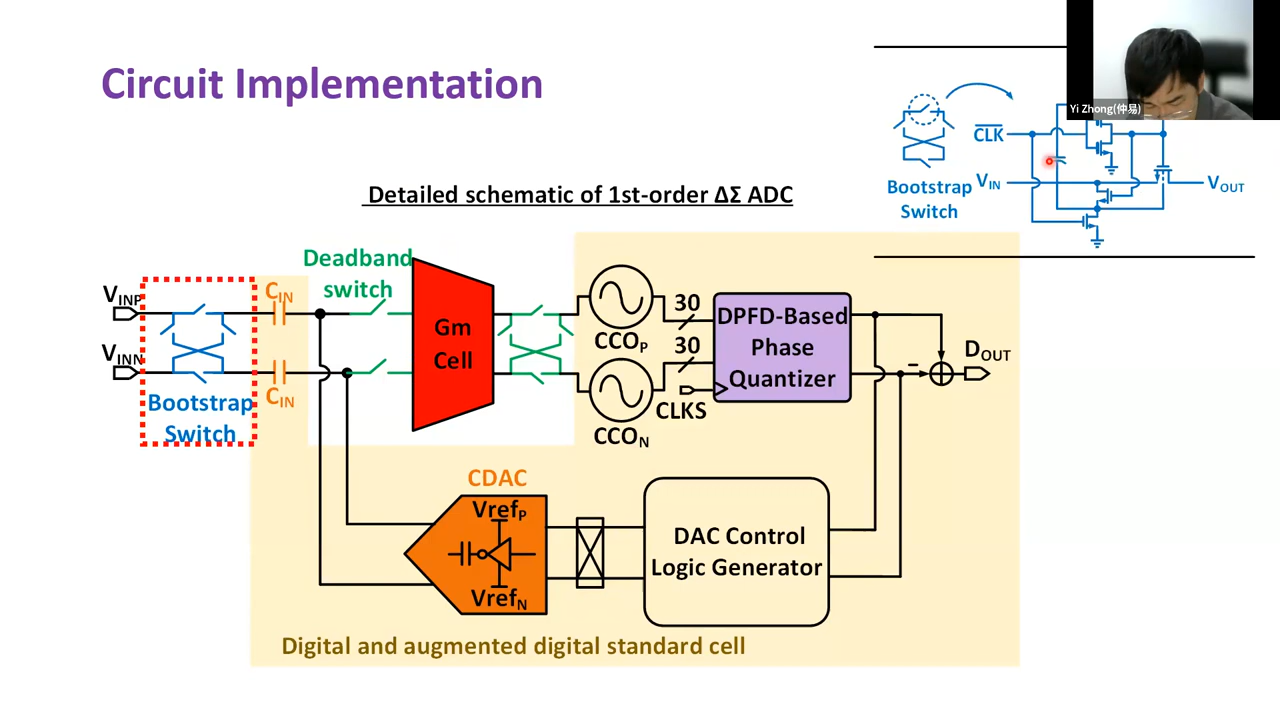 Circuit Implementation
Yi Zhong(仲易)
CLK
Bootstrap
Switch
VIN
VOUT
Detailed schematic of 1st-order ΔΣ ADC
Deadband
switch
VINP
VINN
CIN
CIN
Bootstrap
Switch
Gm
Cell
CCOP
CCON
30
30
CLKS
DPFD-Based
Phase
Quantizer
−
DOUT
CDAC
VrefP
VrefN
DAC Control
Logic Generator
Digital and augmented digital standard cell